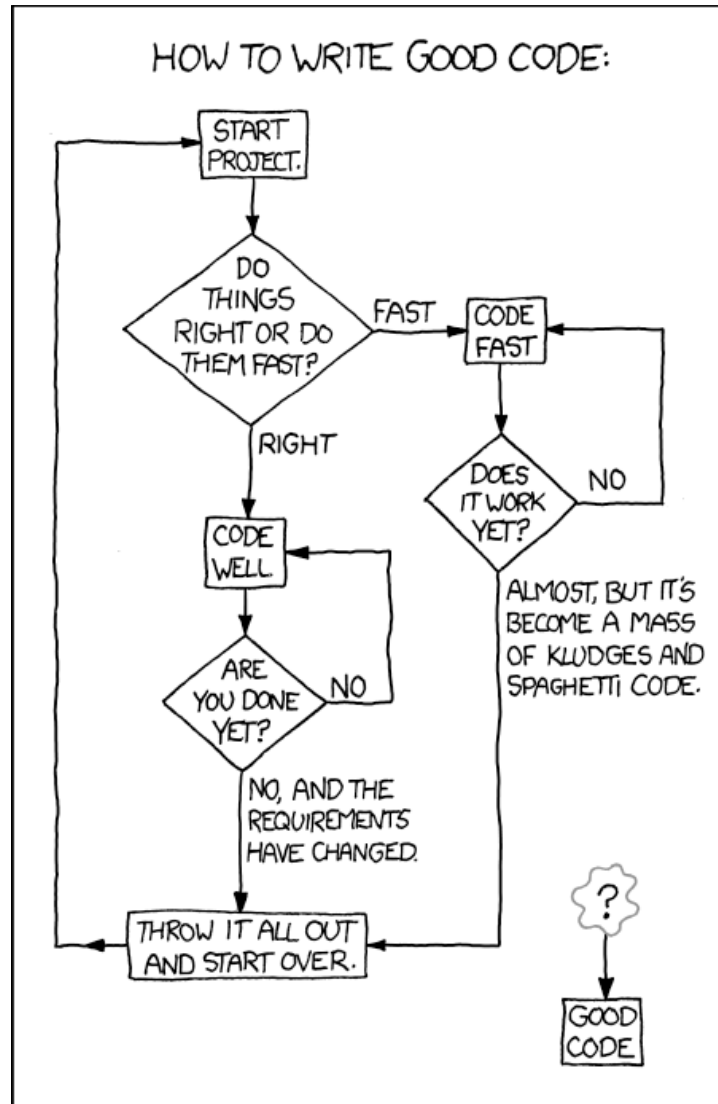 HOW TO WRITE GOOD CODE:
START
PROJECT.
DO
THINGS
RIGHT OR DO
THEM FAST?
FAST
CODE
FAST
RIGHT
DOES
IT WORK
YET?
NO
CODE
WELL
ALMOST, BUT IT'S
BECOME A MASS
OF KLUDGES AND
SPAGHETTI CODE.
ARE
YOU DONE
YET?
NO
NO, AND THE
REQUIREMENTS
HAVE CHANGED.
THROW IT ALL OUT
AND START OVER.
?
GOOD
CODE